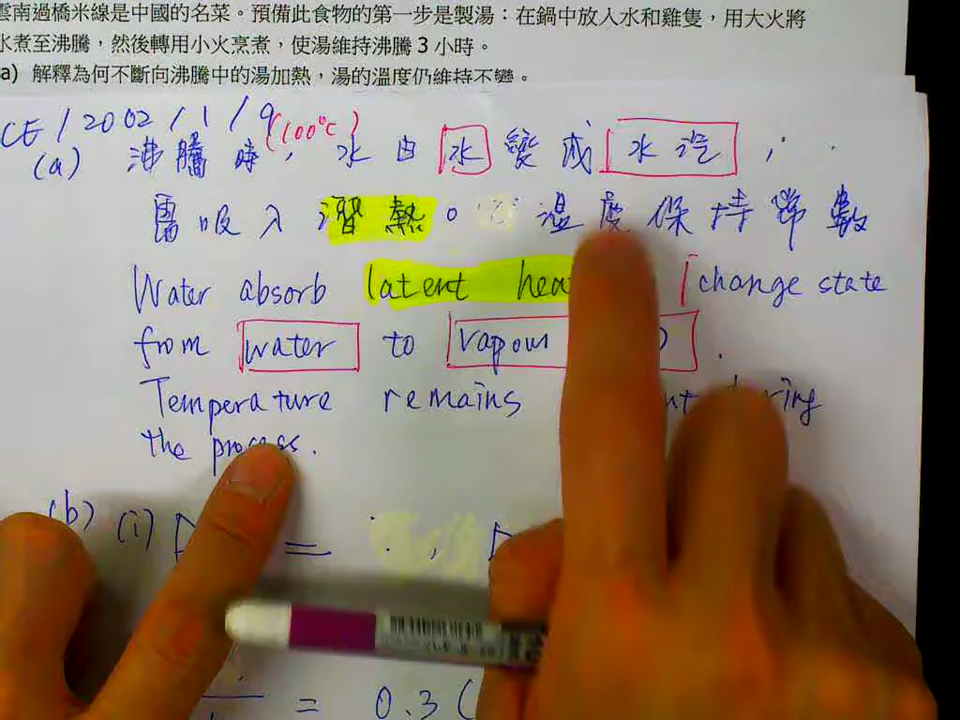 雲南過橋米線是中國的名菜。預備此食物的第一步是製湯：在鍋中放入水和雞隻，用大火將
水煮至沸騰，然後轉用小火烹煮，使湯維持沸騰 3 小時。
a) 解釋為何不斷向沸騰中的湯加熱，湯的溫度仍維持不變。
CE / 2002 / 1 / 9
(100°C)
(a) 沸騰時，水由 水 變成 水汽 ；
需吸入潛熱。 溫度保持常數
Water absorb latent hea change state
from water to vapour ) .
Temperature remains nt during
the process.
(b) (i)
= 0.3 (